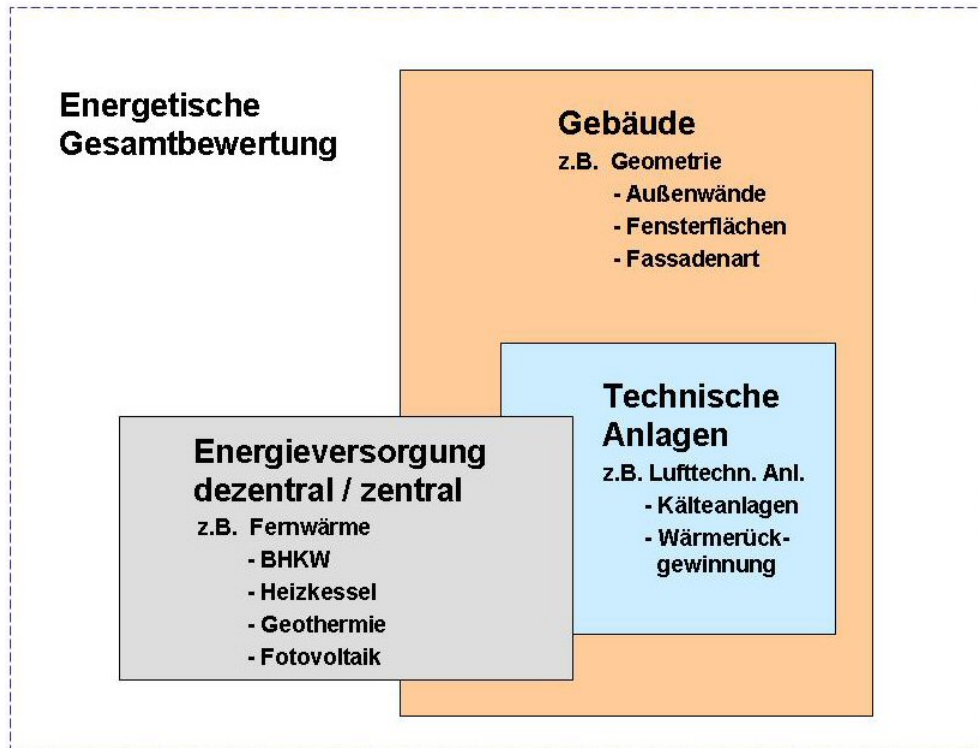 Energetische
Gesamtbewertung
Gebäude
z.B. Geometrie
- Außenwände
- Fensterflächen
- Fassadenart
Technische
Anlagen
z.B. Lufttechn. Anl.
- Kälteanlagen
- Wärmerück-
gewinnung
Energieversorgung
dezentral / zentral
z.B. Fernwärme
- BHKW
- Heizkessel
- Geothermie
- Fotovoltaik